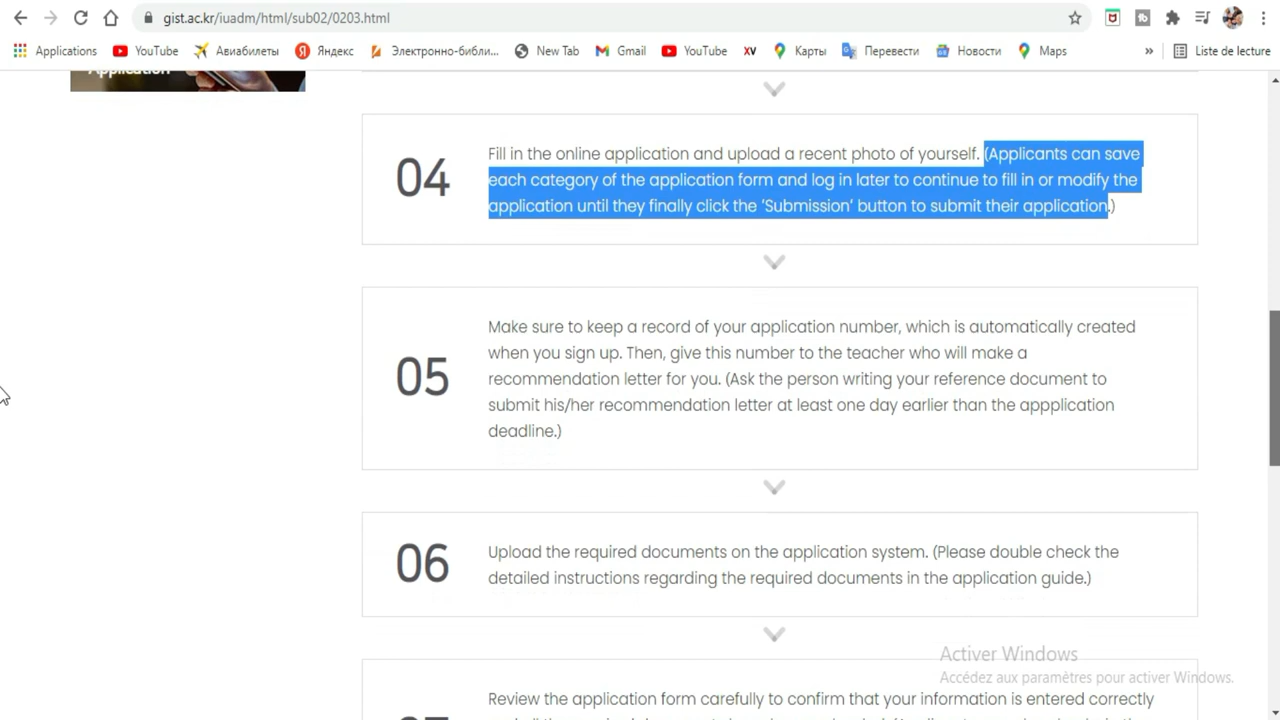 gist.ac.kr/iuadm/html/sub02/0203.html
Applications YouTube Авиабилеты Яндекс Электронно-библи... New Tab Gmail YouTube XV Карты Перевести Новости Maps » Liste de lecture
Application
04
Fill in the online application and upload a recent photo of yourself. (Applicants can save
each category of the application form and log in later to continue to fill in or modify the
application until they finally click the ‘Submission’ button to submit their application.)
05
Make sure to keep a record of your application number, which is automatically created
when you sign up. Then, give this number to the teacher who will make a
recommendation letter for you. (Ask the person writing your reference document to
submit his/her recommendation letter at least one day earlier than the appplication
deadline.)
06
Upload the required documents on the application system. (Please double check the
detailed instructions regarding the required documents in the application guide.)
Activer Windows
Accédez aux paramètres pour activer Windows.
Review the application form carefully to confirm that your information is entered correctly